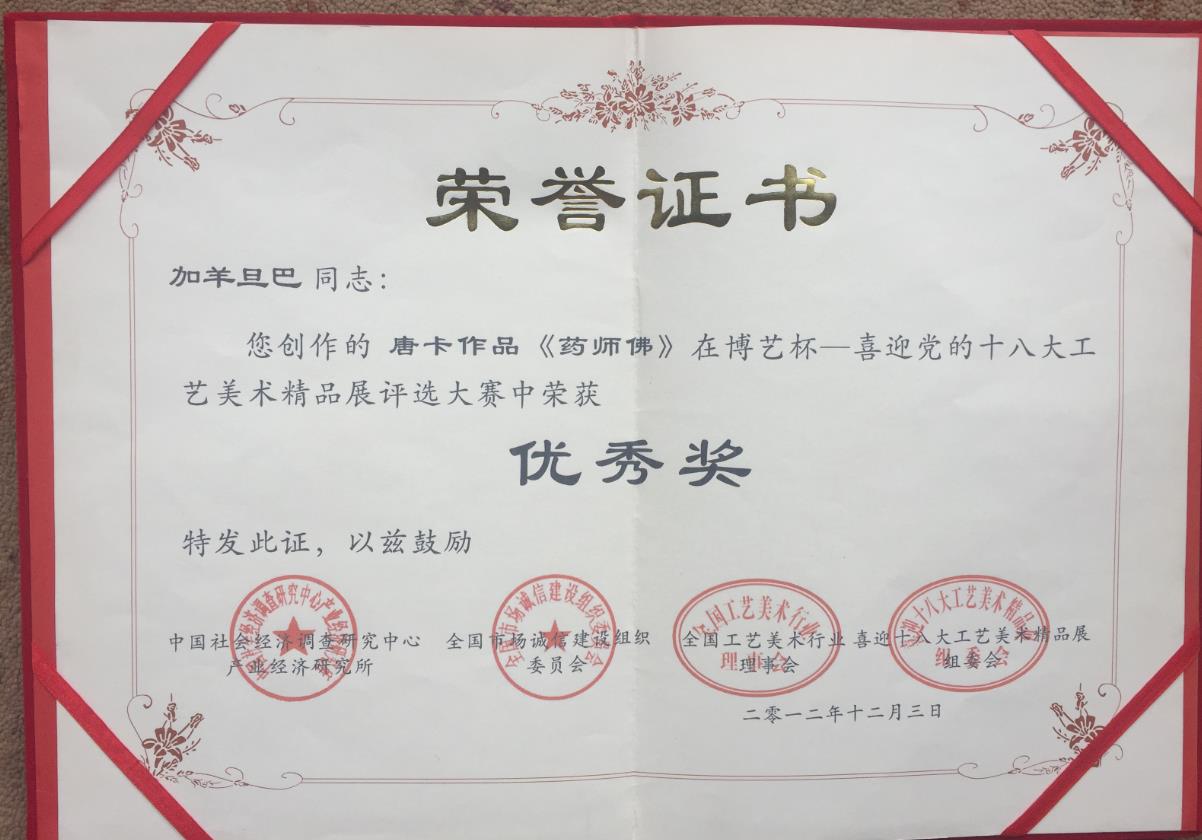 荣誉证书
加羊旦巴 同志：
您创作的 唐卡作品《药师佛》在博艺杯—喜迎党的十八大工
艺美术精品展评选大赛中荣获
优秀奖
特发此证，以兹鼓励
中国社会经济调查研究中心 全国市场诚信建设组织 全国工艺美术行业 喜迎十八大工艺美术精品展
产业经济研究所 委员会 理事会 组委会
二零一二年十二月三日